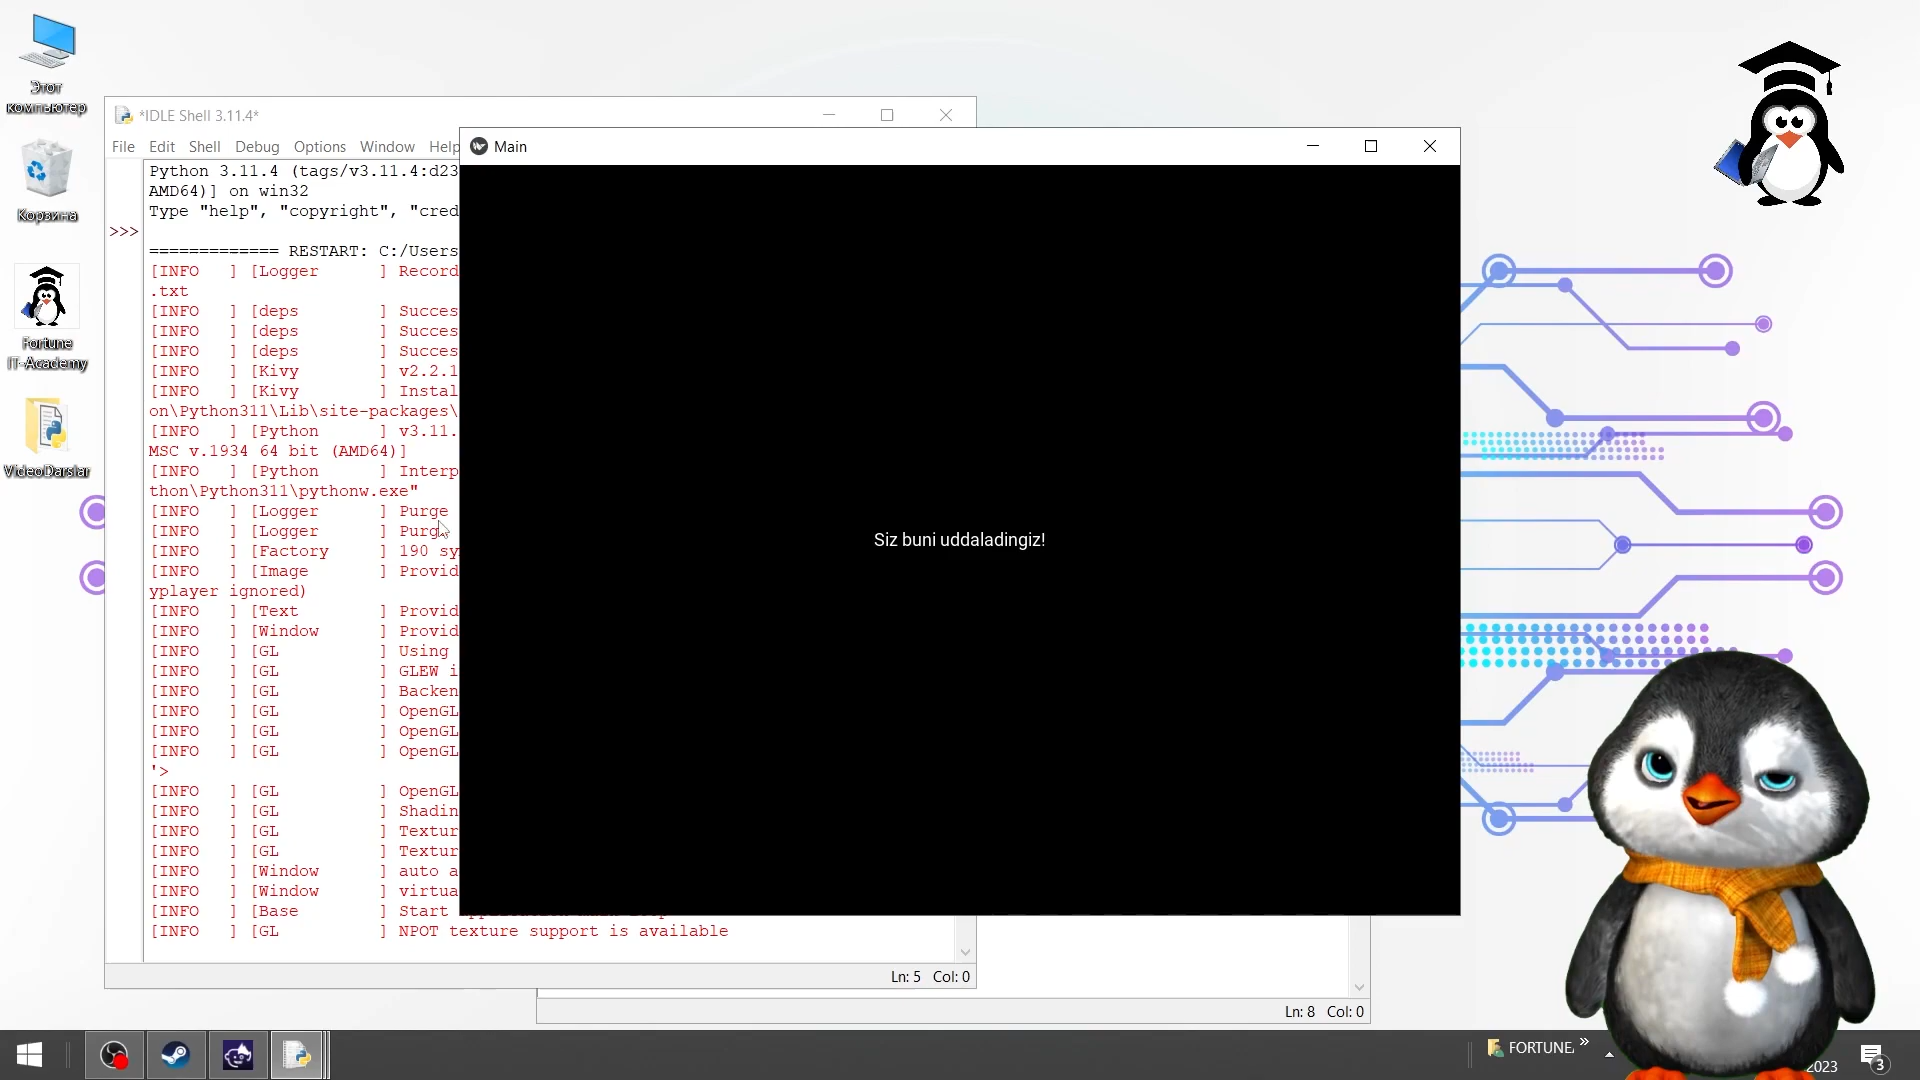 Этот
компьютер
Корзина
Fortune
IT-Academy
VideoDarslar
*IDLE Shell 3.11.4*
File Edit Shell Debug Options Window Help
Python 3.11.4 (tags/v3.11.4:d23
AMD64)] on win32
Type "help", "copyright", "cred
>>>
============= RESTART: C:/Users
[INFO   ] [Logger      ] Record
.txt
[INFO   ] [deps        ] Succes
[INFO   ] [deps        ] Succes
[INFO   ] [deps        ] Succes
[INFO   ] [Kivy        ] v2.2.1
[INFO   ] [Kivy        ] Instal
on\Python311\Lib\site-packages\
[INFO   ] [Python      ] v3.11.
MSC v.1934 64 bit (AMD64)]
[INFO   ] [Python      ] Interp
thon\Python311\pythonw.exe"
[INFO   ] [Logger      ] Purge
[INFO   ] [Logger      ] Purg
[INFO   ] [Factory     ] 190 sy
[INFO   ] [Image       ] Provid
yplayer ignored)
[INFO   ] [Text        ] Provid
[INFO   ] [Window      ] Provid
[INFO   ] [GL          ] Using
[INFO   ] [GL          ] GLEW i
[INFO   ] [GL          ] Backen
[INFO   ] [GL          ] OpenGL
[INFO   ] [GL          ] OpenGL
[INFO   ] [GL          ] OpenGL
'>
[INFO   ] [GL          ] OpenGL
[INFO   ] [GL          ] Shadin
[INFO   ] [GL          ] Textur
[INFO   ] [GL          ] Textur
[INFO   ] [Window      ] auto a
[INFO   ] [Window      ] virtua
[INFO   ] [Base        ] Start
[INFO   ] [GL          ] NPOT texture support is available
Ln: 5 Col: 0
Main
Siz buni uddaladingiz!
Ln: 8 Col: 0
FORTUNE. »
2023
3